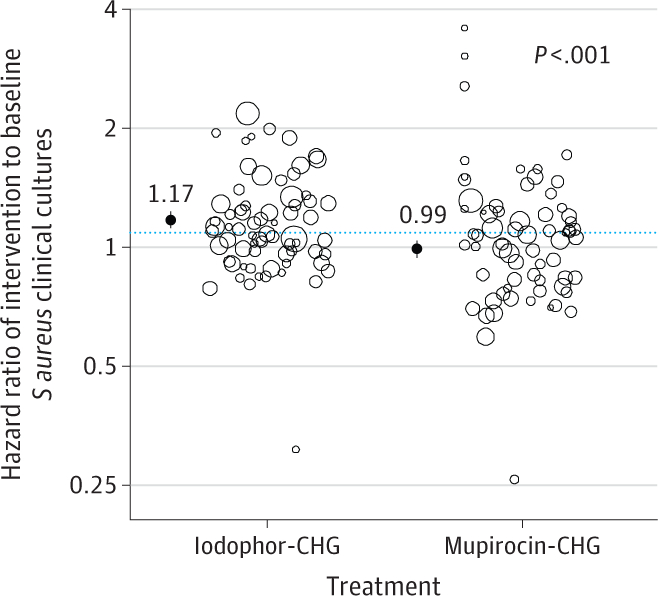 4
P<.001
2
1.17
0.99
1
0.5
0.25
Hazard ratio of intervention to baseline
S aureus clinical cultures
Iodophor-CHG
Mupirocin-CHG
Treatment